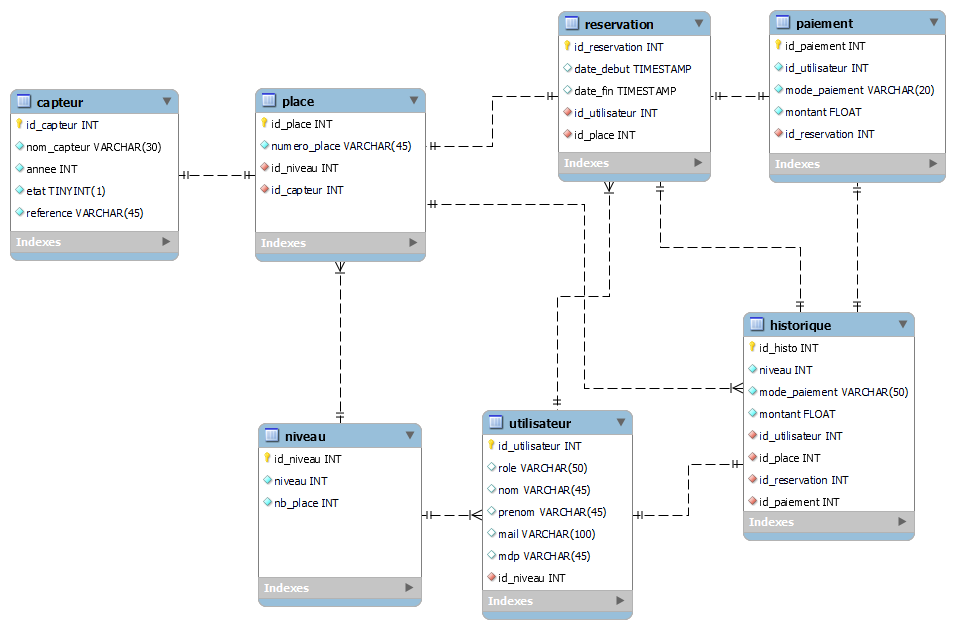 capteur
id_capteur INT
nom_capteur VARCHAR(30)
annee INT
etat TINYINT(1)
reference VARCHAR(45)
Indexes
place
id_place INT
numero_place VARCHAR(45)
id_niveau INT
id_capteur INT
Indexes
reservation
id_reservation INT
date_debut TIMESTAMP
date_fin TIMESTAMP
id_utilisateur INT
id_place INT
Indexes
paiement
id_paiement INT
id_utilisateur INT
mode_paiement VARCHAR(20)
montant FLOAT
id_reservation INT
Indexes
niveau
id_niveau INT
niveau INT
nb_place INT
Indexes
utilisateur
id_utilisateur INT
role VARCHAR(50)
nom VARCHAR(45)
prenom VARCHAR(45)
mail VARCHAR(100)
mdp VARCHAR(45)
id_niveau INT
Indexes
historique
id_histo INT
niveau INT
mode_paiement VARCHAR(50)
montant FLOAT
id_utilisateur INT
id_place INT
id_reservation INT
id_paiement INT
Indexes